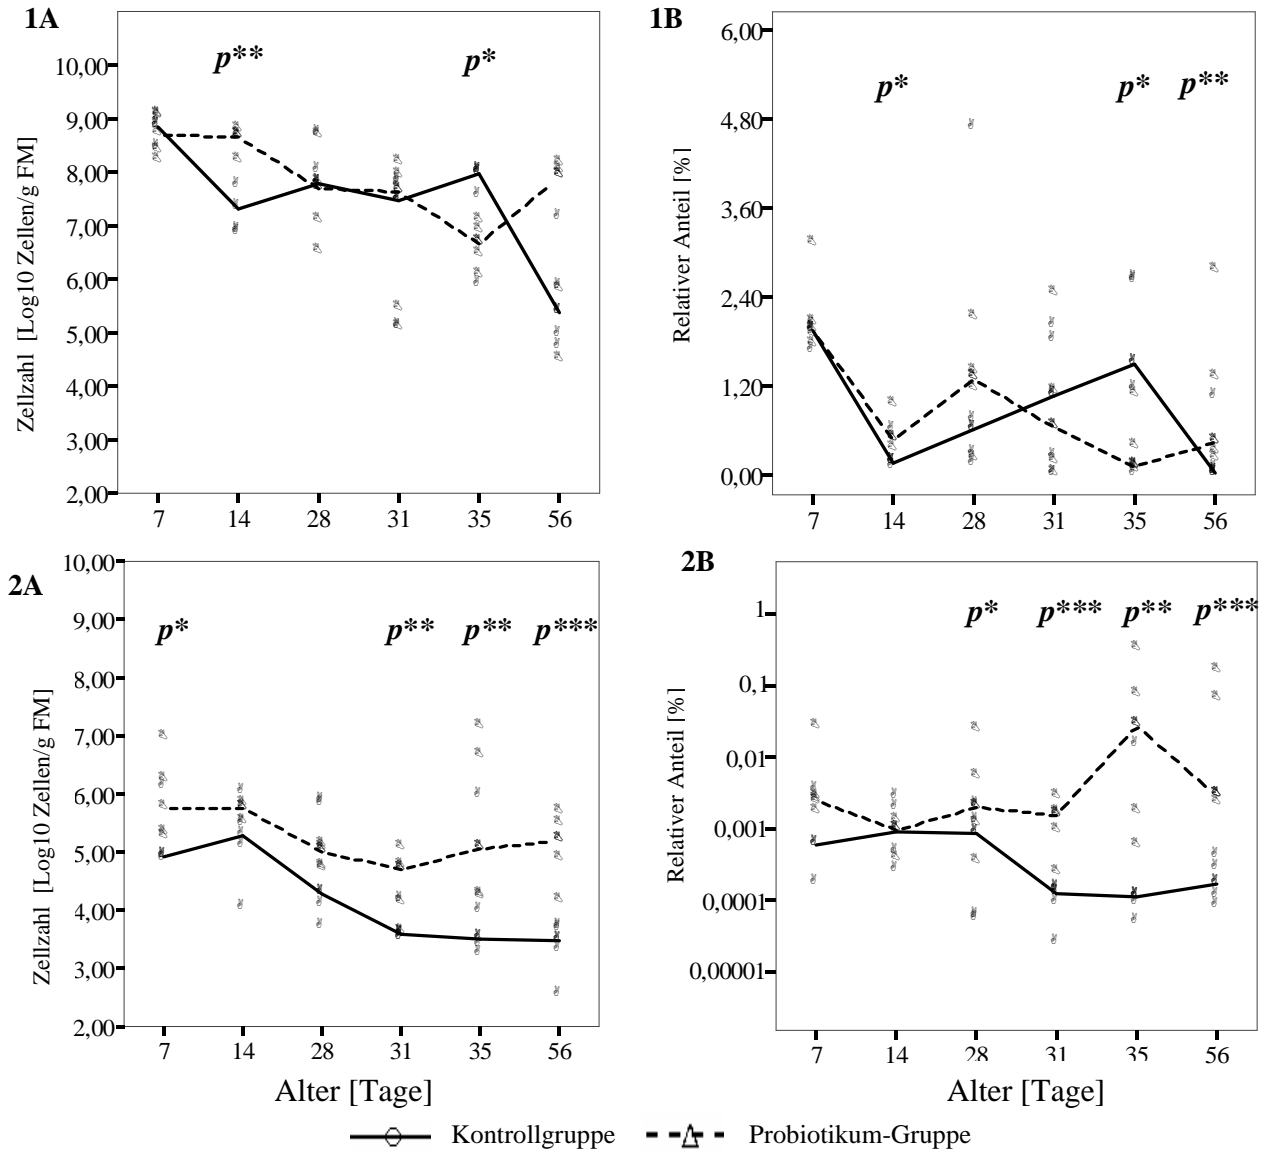 1A
p**
p*
10,00
9,00
8,00
7,00
6,00
5,00
4,00
3,00
2,00
Zellzahl [Log10 Zellen/g FM]
7 14 28 31 35 56
1B
p*
p*
p**
6,00
4,80
3,60
2,40
1,20
0,00
Relativer Anteil [%]
7 14 28 31 35 56
2A
p*
p**
p**
p***
10,00
9,00
8,00
7,00
6,00
5,00
4,00
3,00
2,00
Zellzahl [Log10 Zellen/g FM]
7 14 28 31 35 56
Alter [Tage]
2B
p*
p***
p**
p***
1
0,1
0,01
0,001
0,0001
0,00001
Relativer Anteil [%]
7 14 28 31 35 56
Alter [Tage]
Kontrollgruppe
Probiotikum-Gruppe